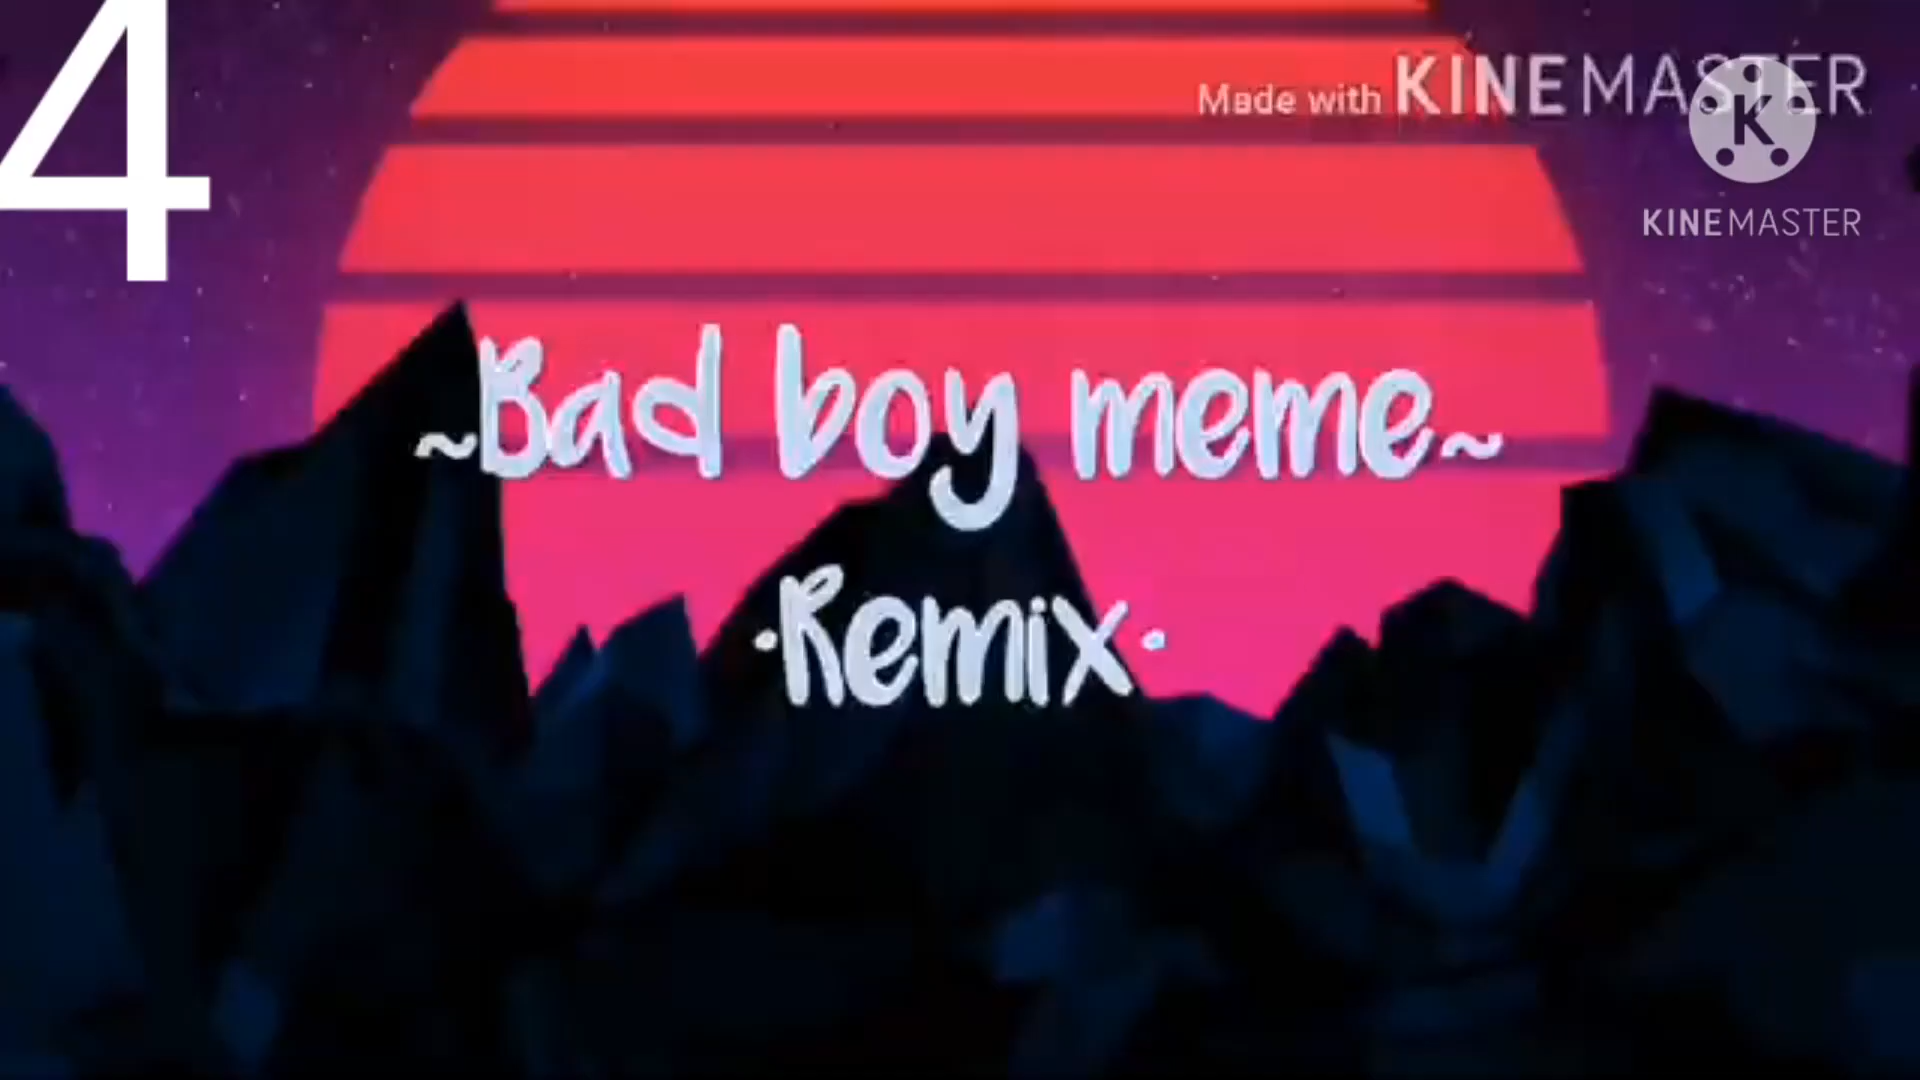 4
Made with KINEMASTER
K
KINEMASTER
~Bad boy meme~
·Remix·